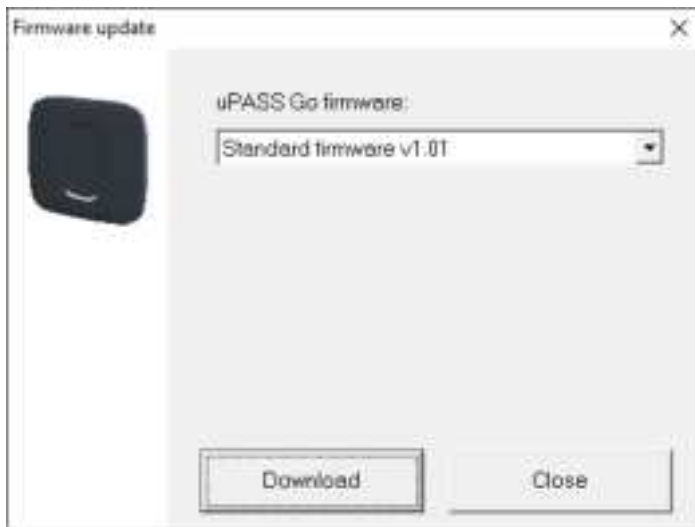 Firmware update
uPASS Go firmware:
Standard firmware v1.01
Download
Close